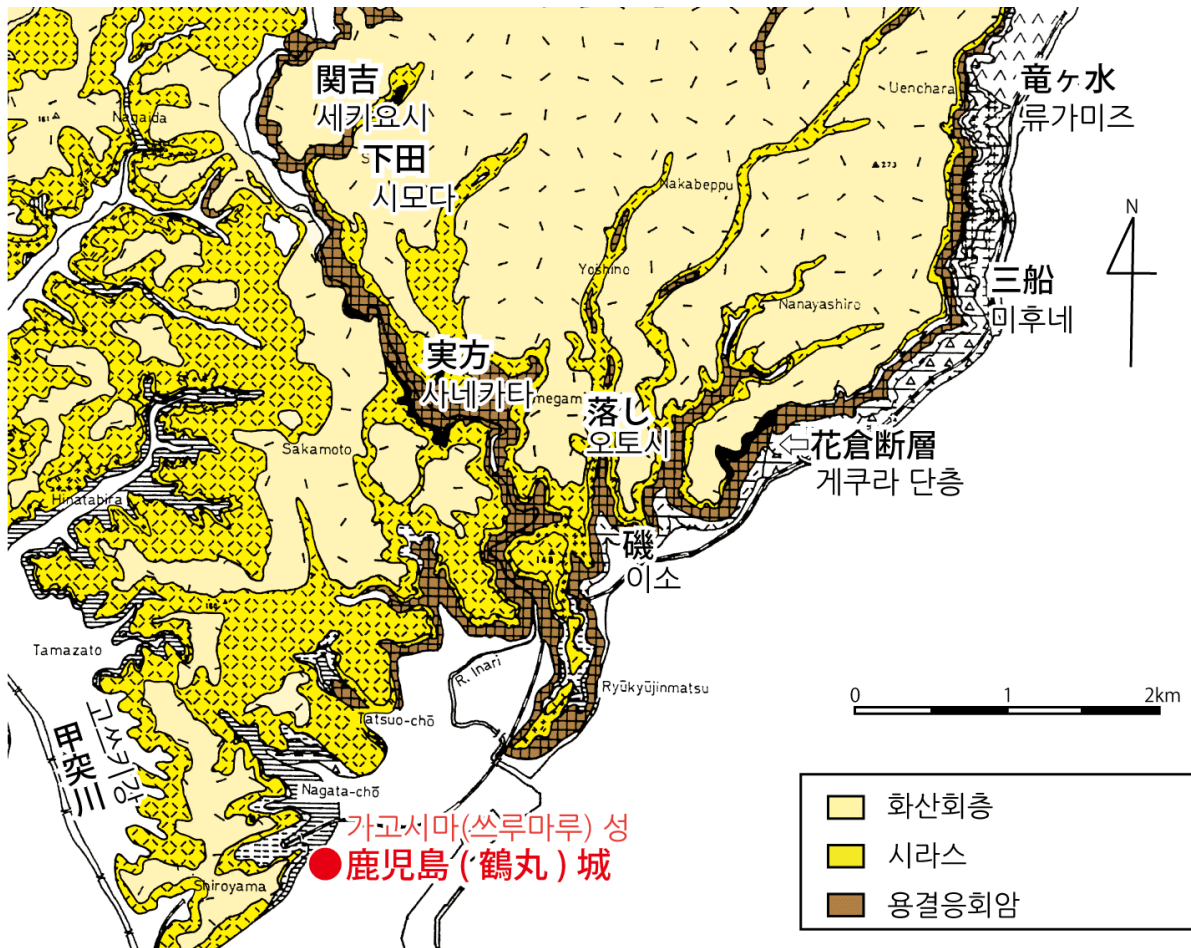 関吉
세키요시
下田
시모다
Nagaida
Uenchara
竜ヶ水
류가미즈
273
N
Nakabeppu
Yoshino
Nanayashiro
三船
미후네
実方
사네카타
megam
落し
오토시
Sakamoto
⇦花倉断層
게쿠라 단층
Hinatabira
磯
이소
Tamazato
R. Inari
Ryūkyūjinmatsu
Tatsuo-chō
고쓰키강
甲突川
0 1 2km
Nagata-chō
가고시마(쓰루마루) 성
鹿児島 ( 鶴丸 ) 城
Shiroyama
화산회층
시라스
용결응회암